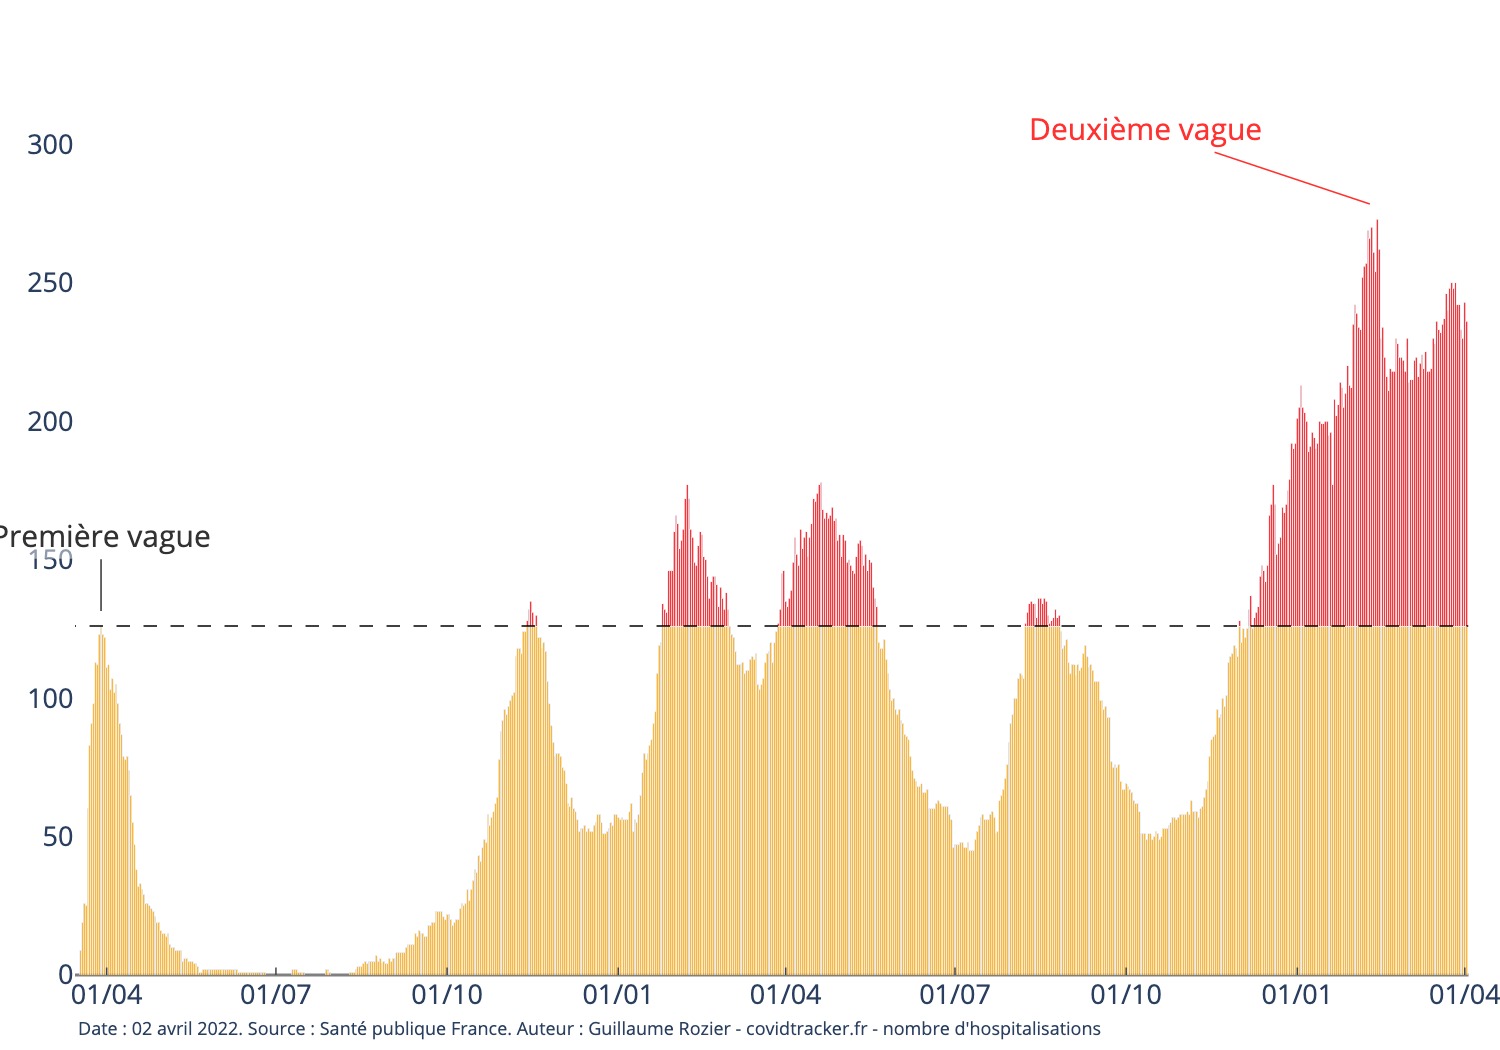 300
Deuxième vague
250
200
Première vague
150
100
50
0
01/04 01/07 01/10 01/01 01/04 01/07 01/10 01/01 01/04
Date : 02 avril 2022. Source : Santé publique France. Auteur : Guillaume Rozier - covidtracker.fr - nombre d'hospitalisations